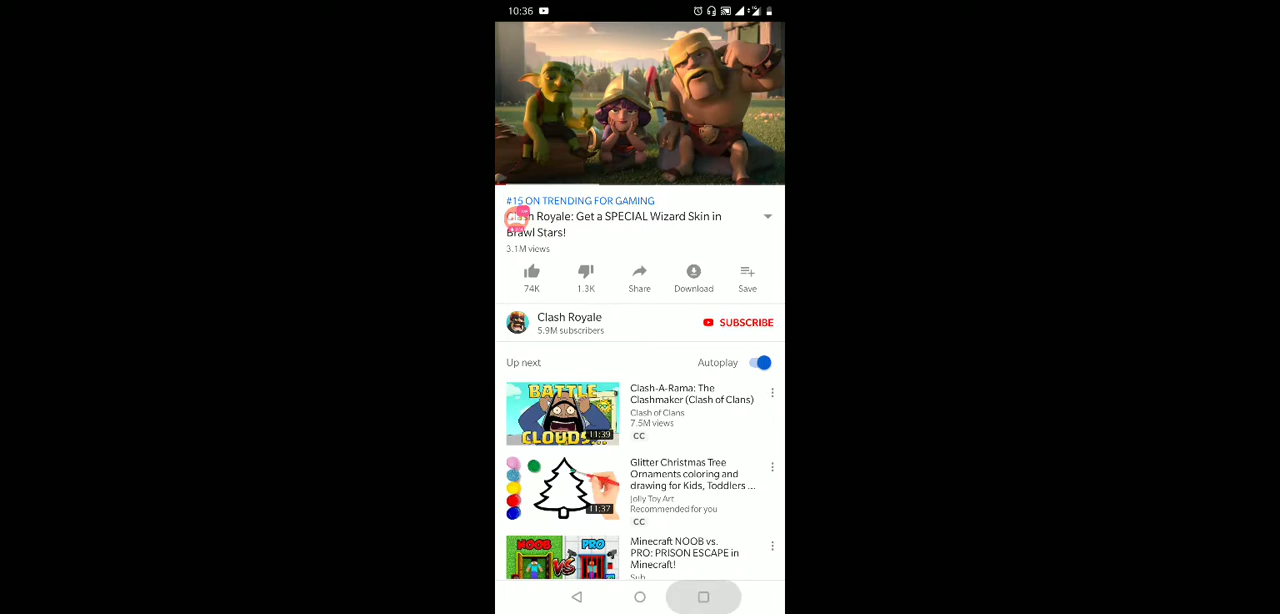 10:36
#15 ON TRENDING FOR GAMING
Royale: Get a SPECIAL Wizard Skin in
Brawl Stars!
3.1M views
74K
1.3K
Share
Download
Save
Clash Royale
5.9M subscribers
SUBSCRIBE
Up next
Autoplay
BATTLE
CLOUDS...
11:39
Clash-A-Rama: The
Clashmaker (Clash of Clans)
Clash of Clans
7.5M views
CC
11:37
Glitter Christmas Tree
Ornaments coloring and
drawing for Kids, Toddlers ...
Jolly Toy Art
Recommended for you
CC
NOOB
PRO
VS
Minecraft NOOB vs.
PRO: PRISON ESCAPE in
Minecraft!